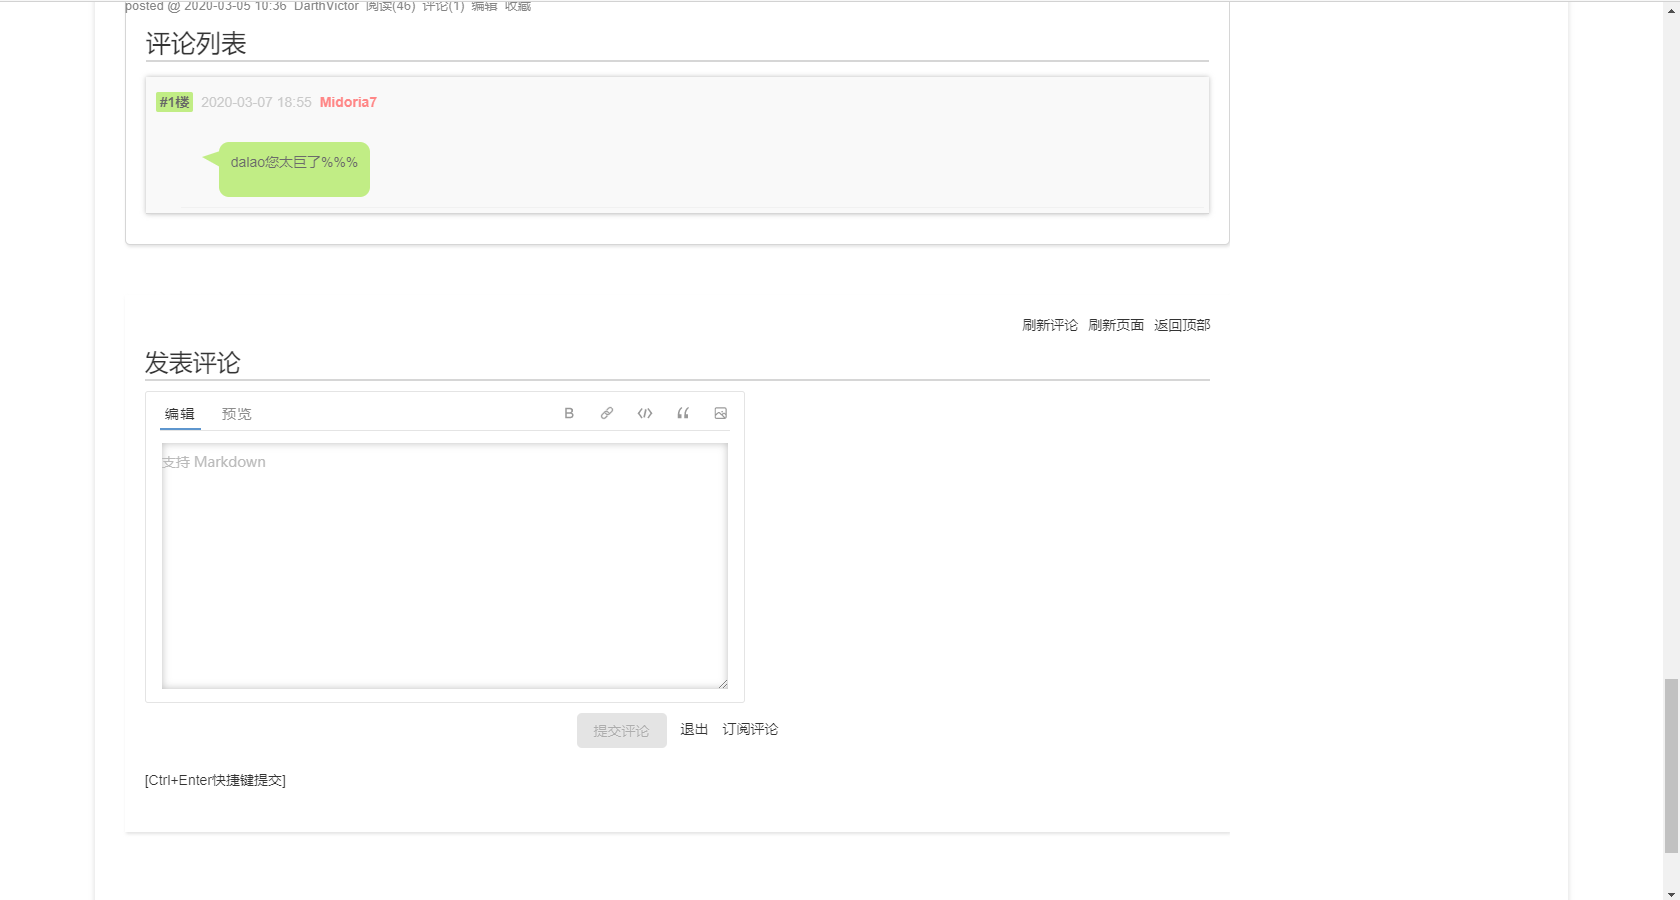 posted @ 2020-03-05 10:36 DarthVictor 阅读(46) 评论(1) 编辑 收藏
评论列表
#1楼 2020-03-07 18:55 Midoria7
dalao您太巨了%%%
刷新评论 刷新页面 返回顶部
发表评论
编辑 预览 B
支持 Markdown
提交评论 退出 订阅评论
[Ctrl+Enter快捷键提交]